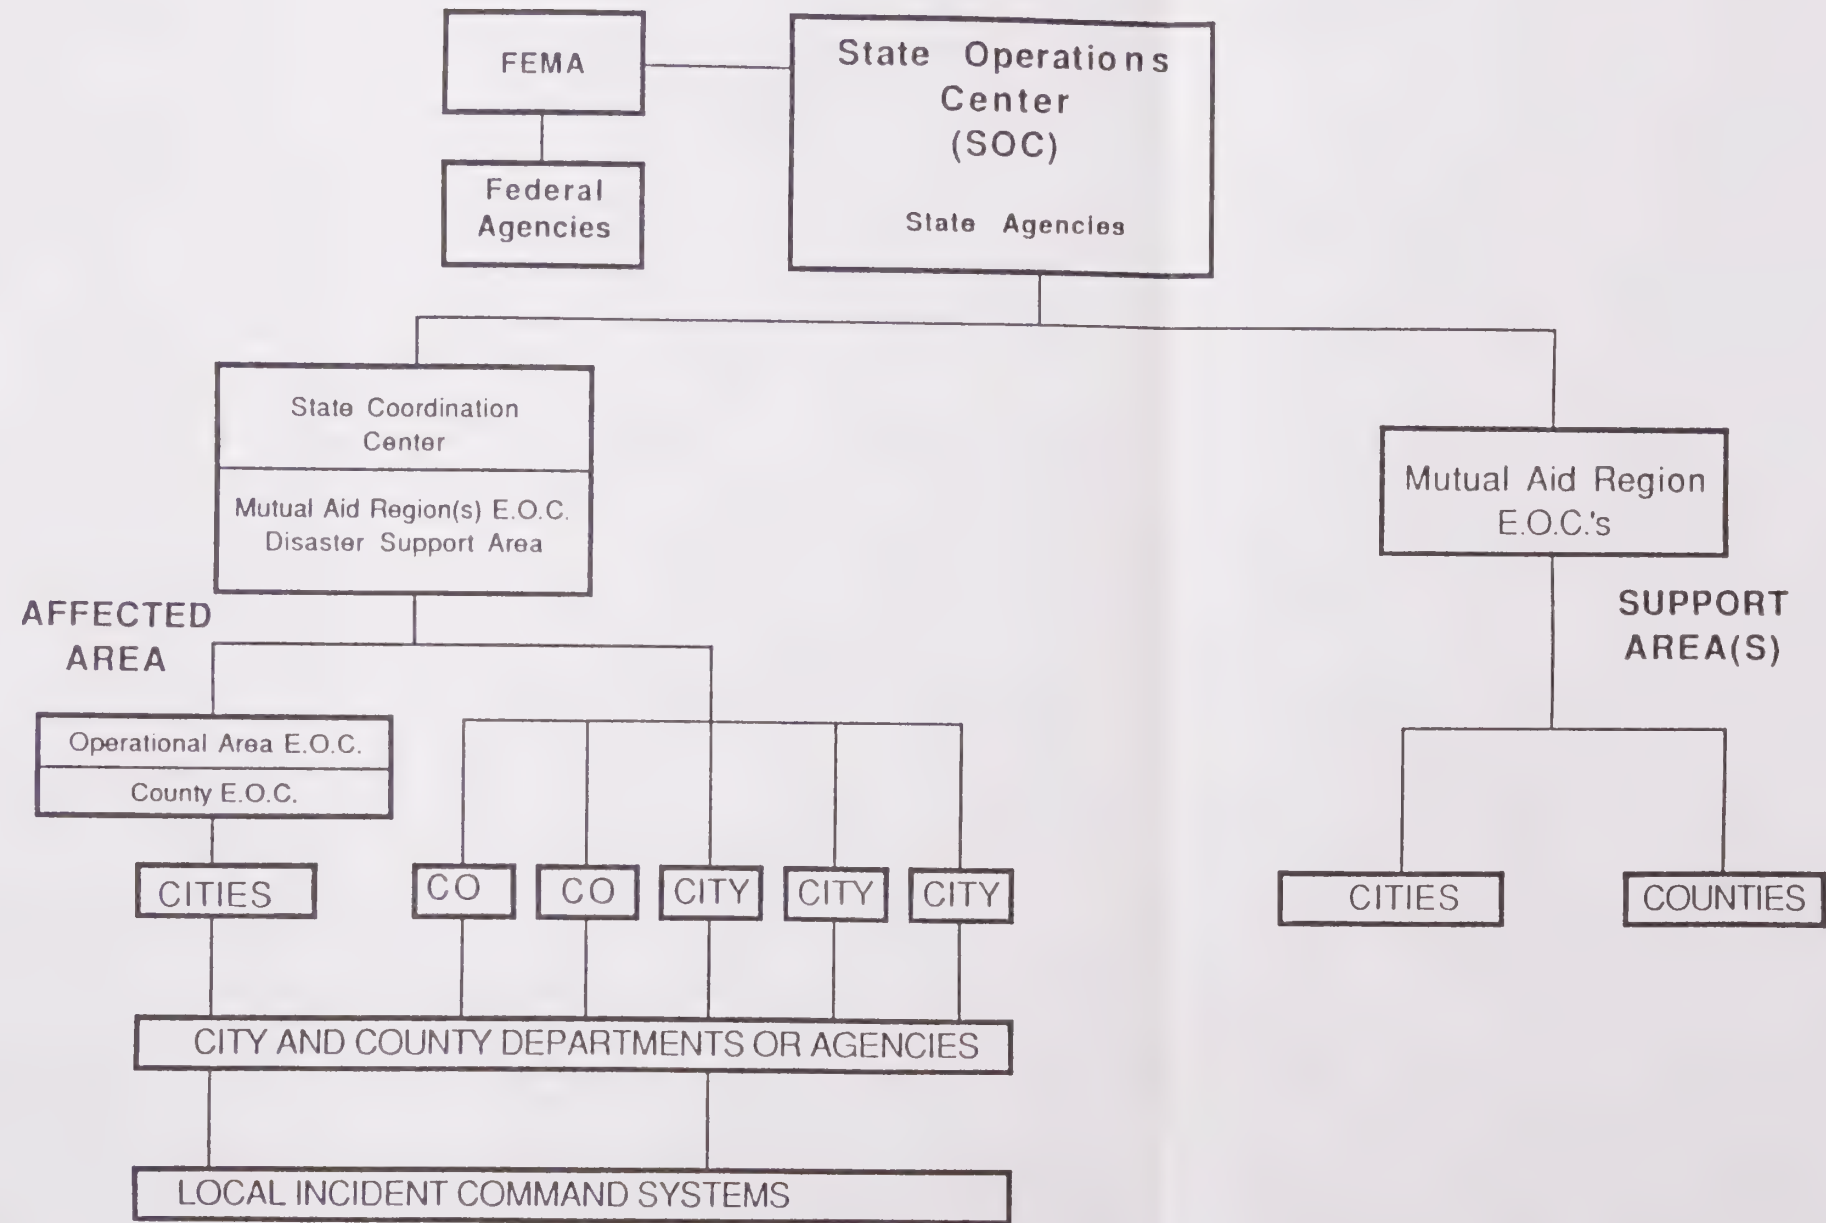 FEMA
State Operations
Center
(SOC)
State Agencies
Federal
Agencies
State Coordination
Center
Mutual Aid Region(s) E.O.C.
Disaster Support Area
Mutual Aid Region
E.O.C.'s
AFFECTED
AREA
SUPPORT
AREA(S)
Operational Area E.O.C.
County E.O.C.
CITIES
CO
CO
CITY
CITY
CITY
CITIES
COUNTIES
CITY AND COUNTY DEPARTMENTS OR AGENCIES
LOCAL INCIDENT COMMAND SYSTEMS